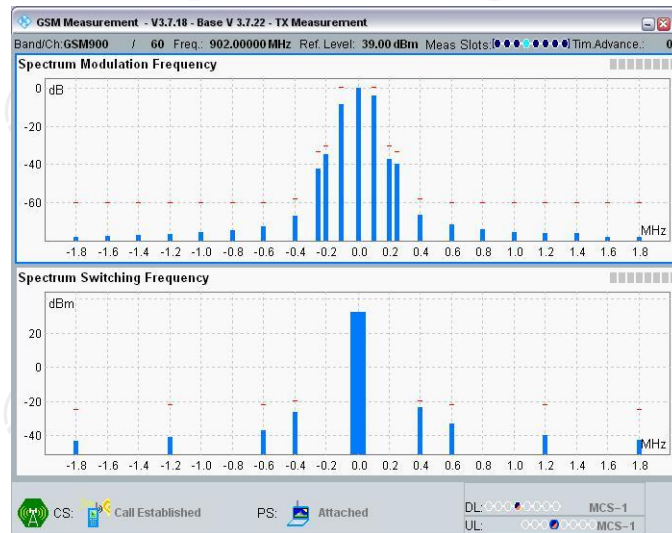 GSM Measurement - V3.7.18 - Base V 3.7.22 - TX Measurement
Band/Ch:GSM900 / 60 Freq.: 902.00000 MHz Ref. Level: 39.00 dBm Meas Slots: Tim.Advance.: 0
Spectrum Modulation Frequency
dB
0
-20
-40
-60
MHz
-1.8 -1.6 -1.4 -1.2 -1.0 -0.8 -0.6 -0.4 -0.2 0.0 0.2 0.4 0.6 0.8 1.0 1.2 1.4 1.6 1.8
Spectrum Switching Frequency
dBm
20
0
-20
-40
MHz
-1.8 -1.6 -1.4 -1.2 -1.0 -0.8 -0.6 -0.4 -0.2 0.0 0.2 0.4 0.6 0.8 1.0 1.2 1.4 1.6 1.8
CS: Call Established PS: Attached
DL: MCS-1
UL: MCS-1